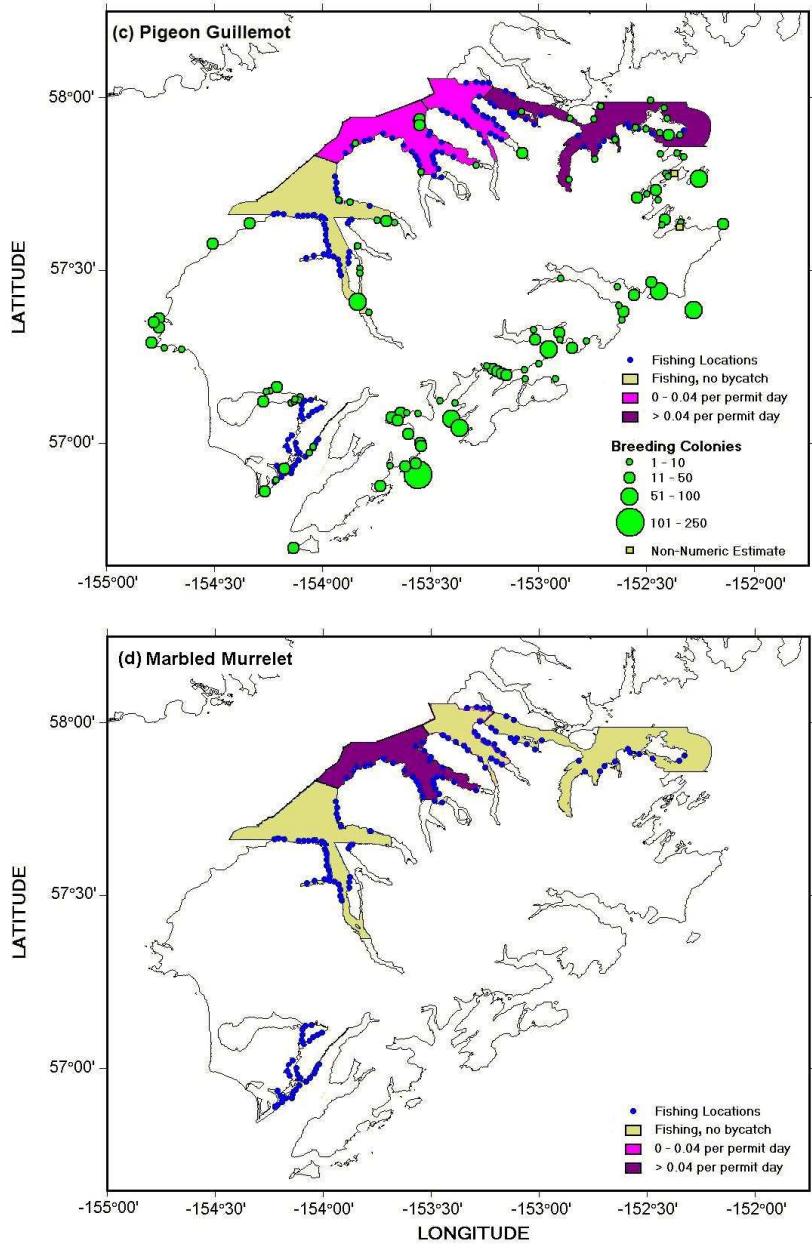 (c) Pigeon Guillemot
58°00'
57°30'
57°00'
LATITUDE
Fishing Locations
Fishing, no bycatch
0 - 0.04 per permit day
> 0.04 per permit day
Breeding Colonies
1 - 10
11 - 50
51 - 100
101 - 250
Non-Numeric Estimate
-155°00' -154°30' -154°00' -153°30' -153°00' -152°30' -152°00'
(d) Marbled Murrelet
58°00'
57°30'
57°00'
LATITUDE
Fishing Locations
Fishing, no bycatch
0 - 0.04 per permit day
> 0.04 per permit day
-155°00' -154°30' -154°00' -153°30' -153°00' -152°30' -152°00'
LONGITUDE